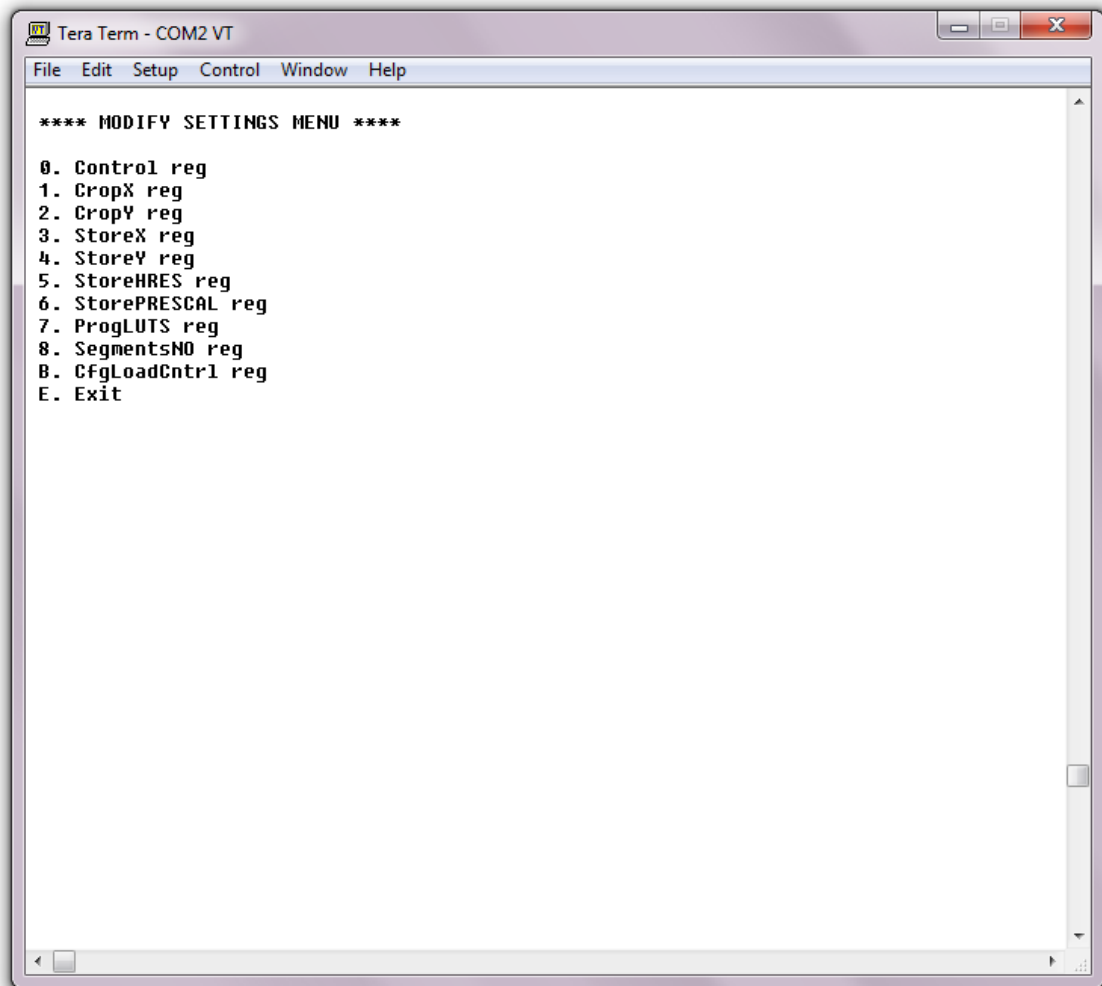 Tera Term - COM2 VT
File Edit Setup Control Window Help
**** MODIFY SETTINGS MENU ****
0. Control reg
1. CropX reg
2. CropY reg
3. StoreX reg
4. StoreY reg
5. StoreHRES reg
6. StorePRESCAL reg
7. ProgLUTS reg
8. SegmentsNO reg
B. CfgLoadCntrl reg
E. Exit